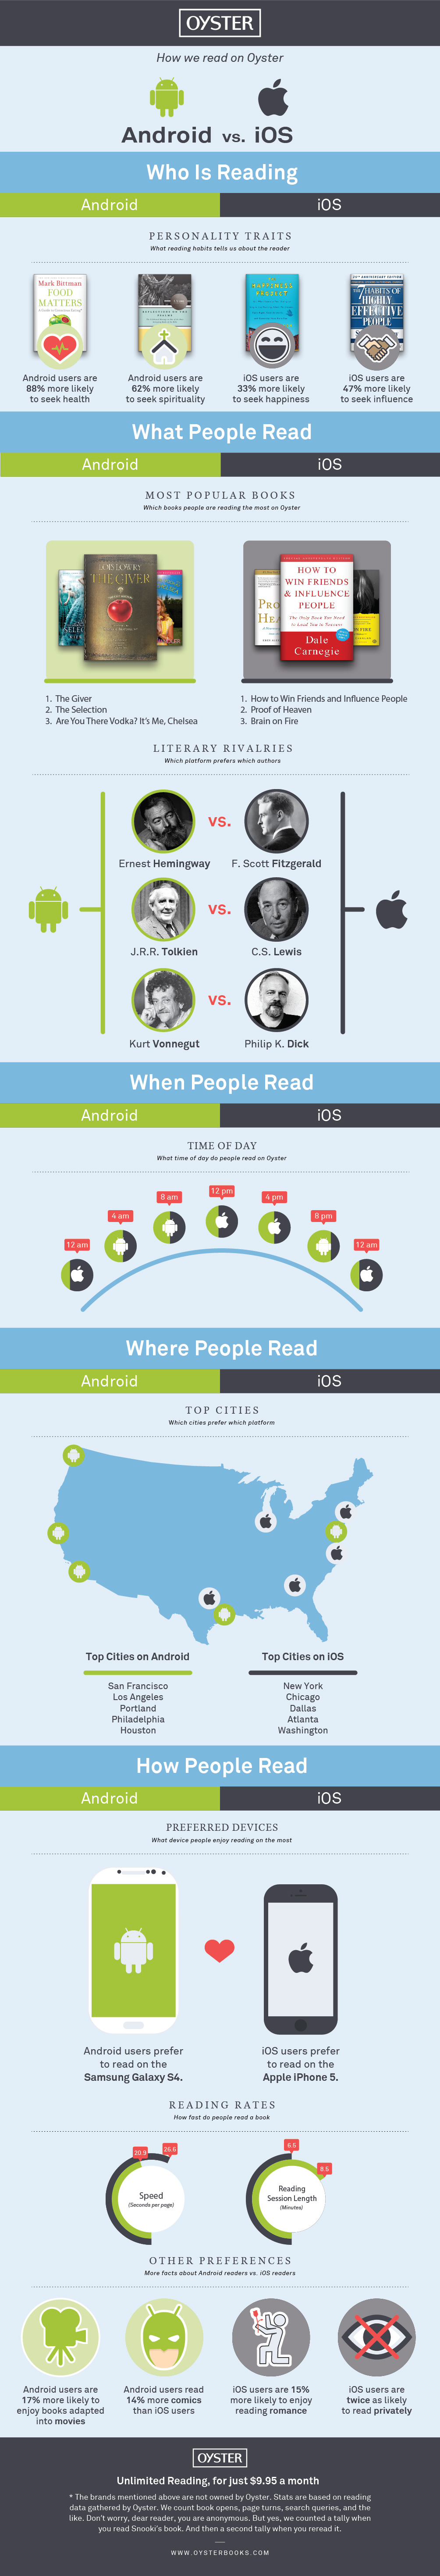 OYSTER
How we read on Oyster
Android vs. iOS
Who Is Reading
Android
iOS
PERSONALITY TRAITS
What reading habits tells us about the reader
Mark Bittman
FOOD
MATTERS
THE
HAPPINESS
PROJECT
THE 7 HABITS OF
HIGHLY
EFFECTIVE
PEOPLE
Android users are
88% more likely
to seek health
Android users are
62% more likely
to seek spirituality
iOS users are
33% more likely
to seek happiness
iOS users are
47% more likely
to seek influence
What People Read
Android
iOS
MOST POPULAR BOOKS
Which books people are reading the most on Oyster
LOIS LOWRY
THE GIVER
HOW TO
WIN FRIENDS
& INFLUENCE
PEOPLE
The Only Book You Need
to Lead You to Success
Dale
Carnegie
1. The Giver
2. The Selection
3. Are You There Vodka? It's Me, Chelsea
1. How to Win Friends and Influence People
2. Proof of Heaven
3. Brain on Fire
LITERARY RIVALRIES
Which platform prefers which authors
vs.
Ernest Hemingway
F. Scott Fitzgerald
vs.
J.R.R. Tolkien
C.S. Lewis
vs.
Kurt Vonnegut
Philip K. Dick
When People Read
Android
iOS
TIME OF DAY
What time of day do people read on Oyster
12 am
4 am
8 am
12 pm
4 pm
8 pm
12 am
Where People Read
Android
iOS
TOP CITIES
Which cities prefer which platform
Top Cities on Android
San Francisco
Los Angeles
Portland
Philadelphia
Houston
Top Cities on iOS
New York
Chicago
Dallas
Atlanta
Washington
How People Read
Android
iOS
PREFERRED DEVICES
What device people enjoy reading on the most
Android users prefer
to read on the
Samsung Galaxy S4.
iOS users prefer
to read on the
Apple iPhone 5.
READING RATES
How fast do people read a book
20.9
26.6
Speed
(Seconds per page)
6.5
8.5
Reading
Session Length
(Minutes)
OTHER PREFERENCES
More facts about Android readers vs. iOS readers
Android users are
17% more likely to
enjoy books adapted
into movies
Android users read
14% more comics
than iOS users
iOS users are 15%
more likely to enjoy
reading romance
iOS users are
twice as likely
to read privately
OYSTER
Unlimited Reading, for just $9.95 a month
* The brands mentioned above are not owned by Oyster. Stats are based on reading
data gathered by Oyster. We count book opens, page turns, search queries, and the
like. Don't worry, dear reader, you are anonymous. But yes, we counted a tally when
you read Snooki's book. And then a second tally when you reread it.
WWW.OYSTERBOOKS.COM